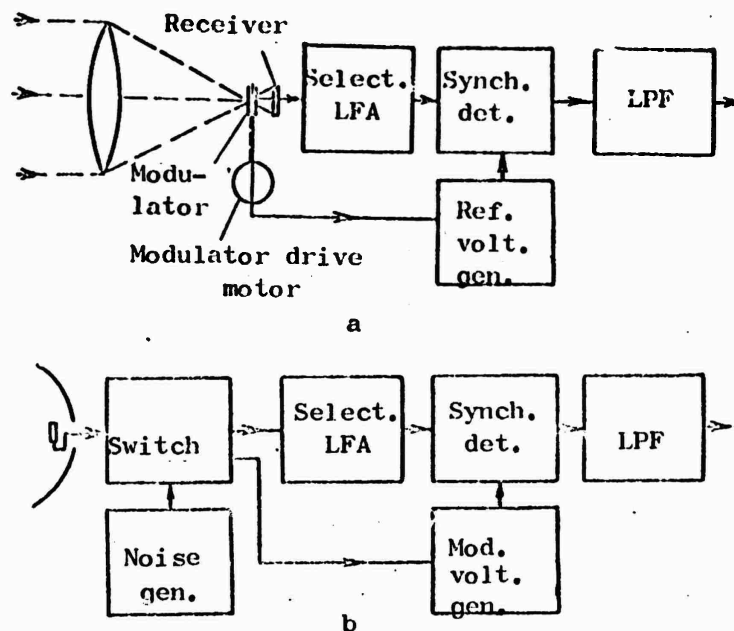 Receiver
Select.
LFA
Synch.
det.
LPF
Modu-
lator
Modulator drive
motor
Ref.
volt.
gen.
a
Switch
Select.
LFA
Synch.
det.
LPF
Noise
gen.
Mod.
volt.
gen.
b